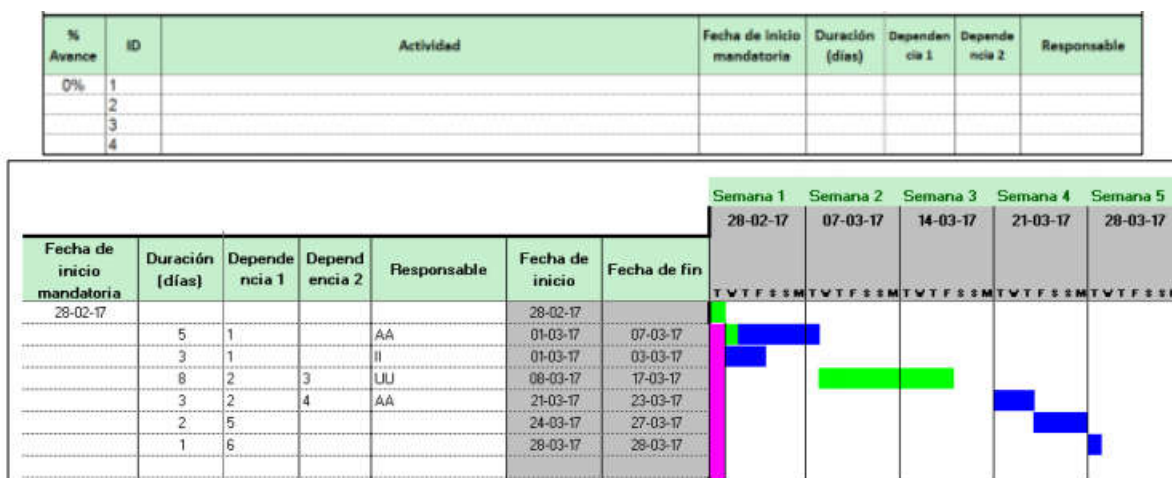 % Avance ID Actividad Fecha de inicio mandatoria Duración (días) Dependen cia 1 Depende ncia 2 Responsable
0% 1
2
3
4
Semana 1 Semana 2 Semana 3 Semana 4 Semana 5
28-02-17 07-03-17 14-03-17 21-03-17 28-03-17
Fecha de inicio mandatoria Duración (días) Depende ncia 1 Depend encia 2 Responsable Fecha de inicio Fecha de fin
T W T F S S M T W T F S S M T W T F S S M T W T F S S M T W T F S S
28-02-17 28-02-17
5 1 AA 01-03-17 07-03-17
3 1 II 01-03-17 03-03-17
8 2 3 UU 08-03-17 17-03-17
3 2 4 AA 21-03-17 23-03-17
2 5 24-03-17 27-03-17
1 6 28-03-17 28-03-17